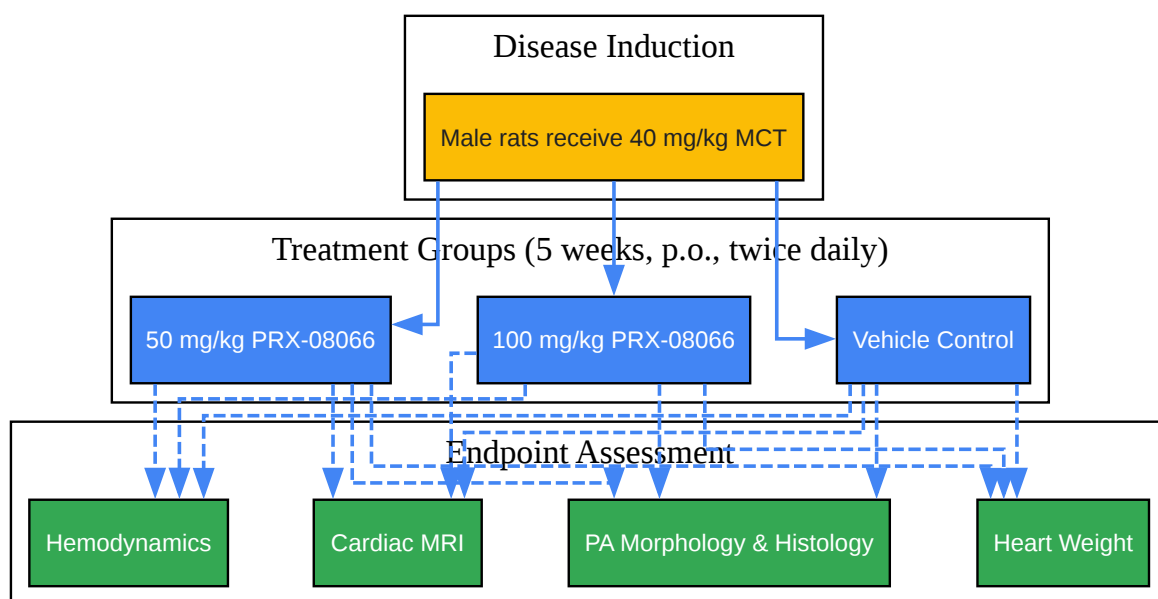 Disease Induction
Male rats receive 40 mg/kg MCT
Treatment Groups (5 weeks, p.o., twice daily)
50 mg/kg PRX-08066
100 mg/kg PRX-08066
Vehicle Control
Endpoint Assessment
Hemodynamics
Cardiac MRI
PA Morphology & Histology
Heart Weight